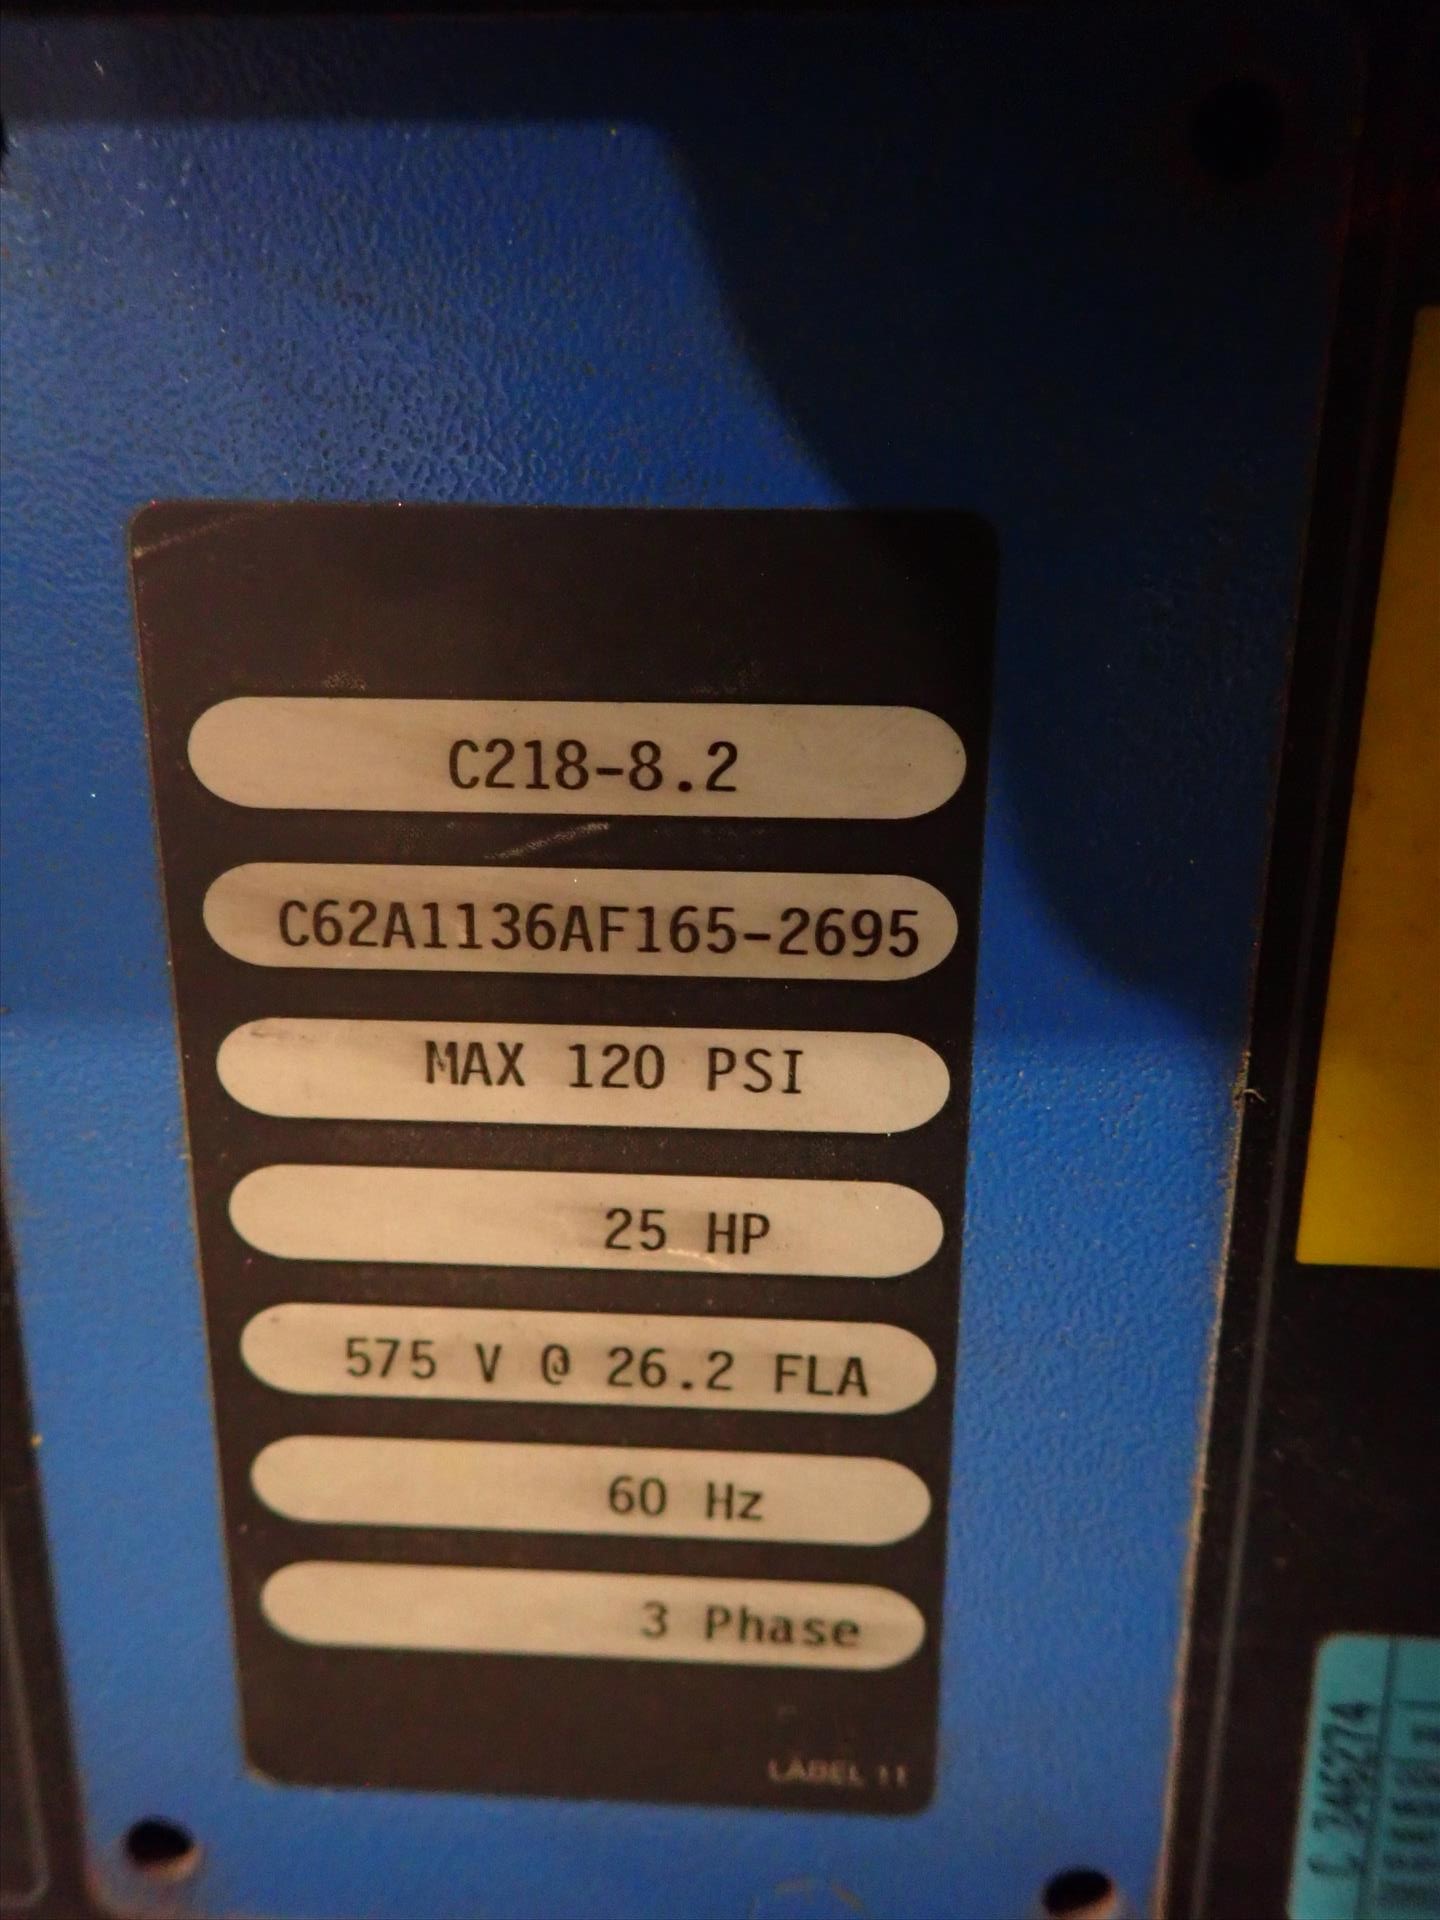 C218-8.2
C62A1136AF165-2695
MAX 120 PSI
25 HP
575 V @ 26.2 FLA
60 Hz
3 Phase
LABEL 11